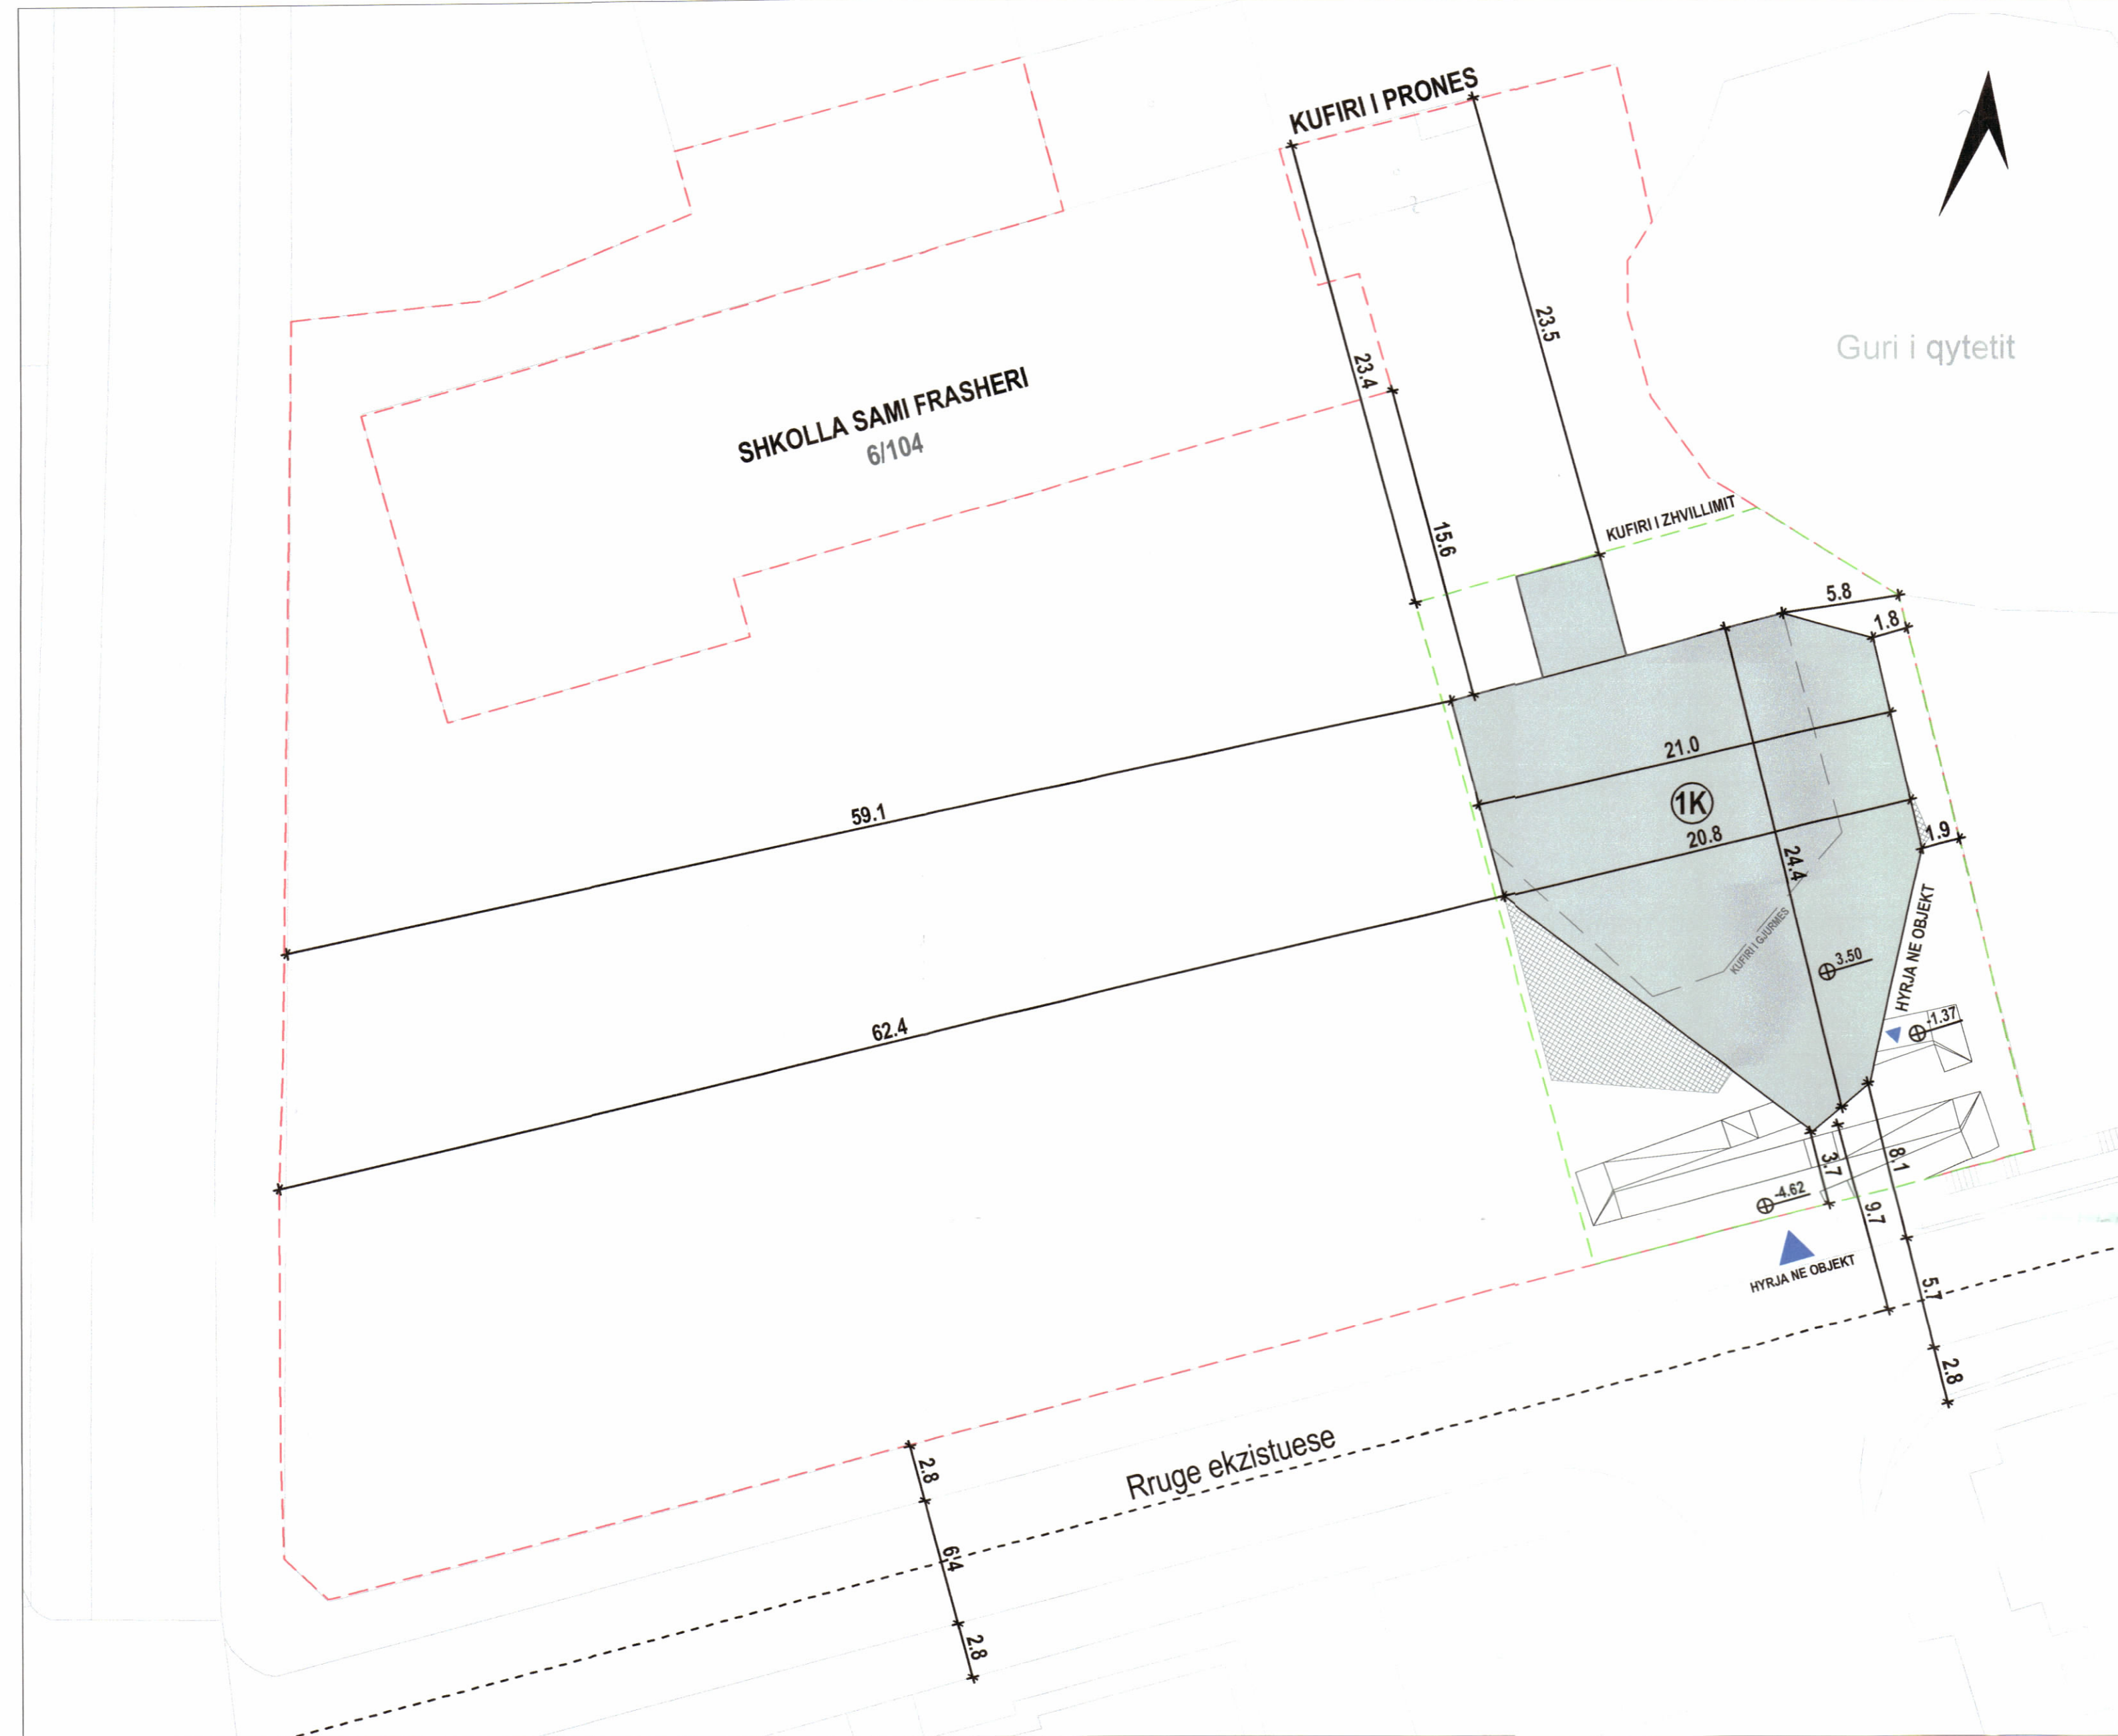 KUFIRI I PRONES
23.5
Guri i qytetit
23.4
SHKOLLA SAMI FRASHERI
6/104
15.6
KUFIRI I ZHVILLIMIT
5.8
1.8
21.0
1K
20.8
59.1
1.9
24.4
KUFIRI I GJURMES
HYRJA NE OBJEKT
3.50
-1.37
62.4
3.7
8.1
-4.62
9.7
HYRJA NE OBJEKT
5.7
2.8
Rruge ekzistuese
2.8
6.4
2.8